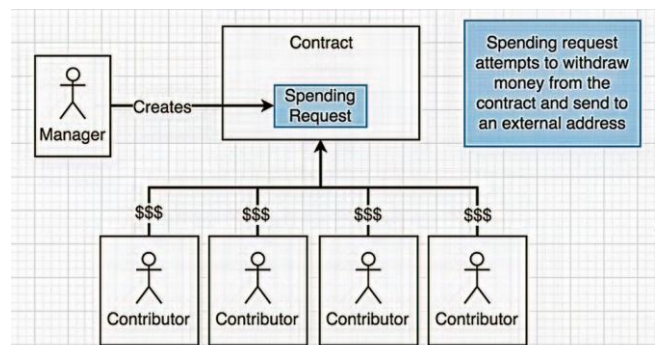 Contract
Spending request
attempts to withdraw
money from the
contract and send to
an external address
Manager
Creates
Spending
Request
$$$
$$$
$$$
$$$
Contributor
Contributor
Contributor
Contributor